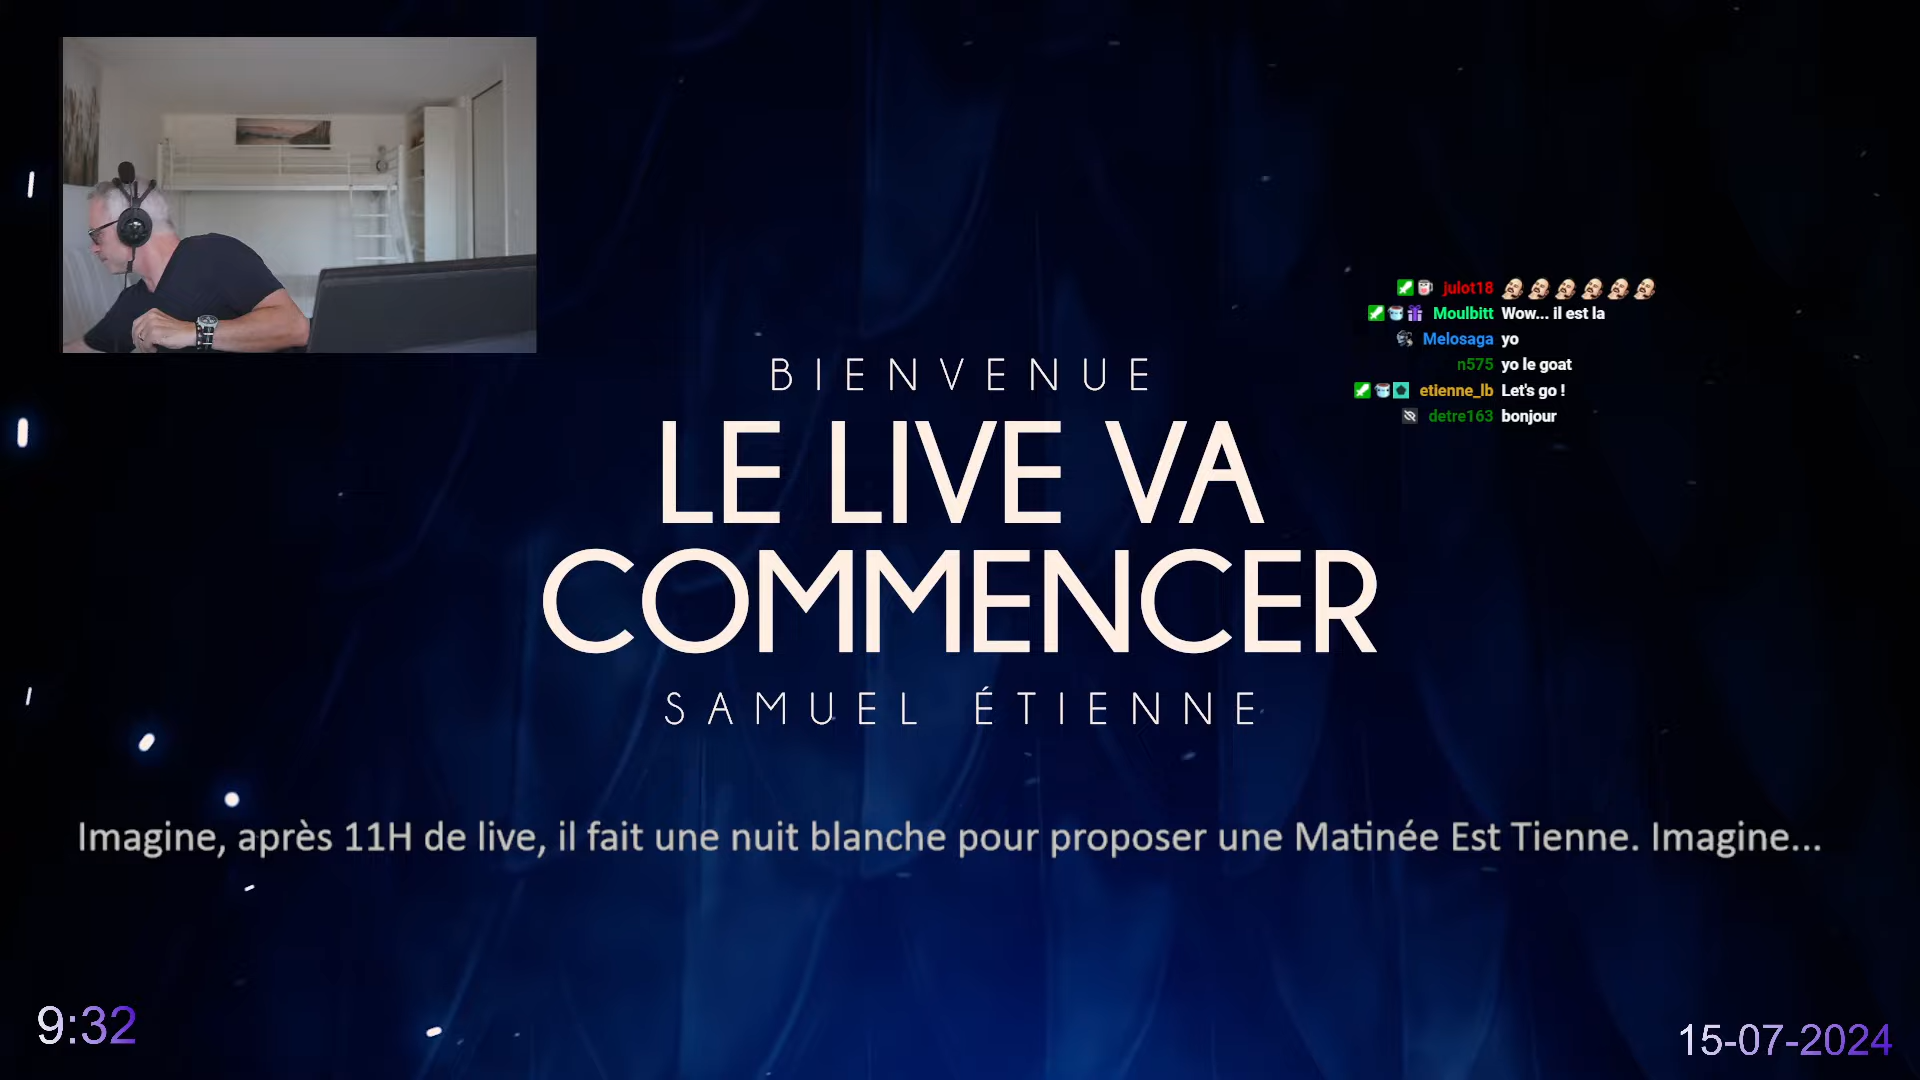 julot18
Moulbitt Wow... il est la
Melosaga yo
n575 yo le goat
etienne_lb Let's go !
detre163 bonjour
BIENVENUE
LE LIVE VA
COMMENCER
SAMUEL ÉTIENNE
Imagine, après 11H de live, il fait une nuit blanche pour proposer une Matinée Est Tienne. Imagine...
9:32
15-07-2024